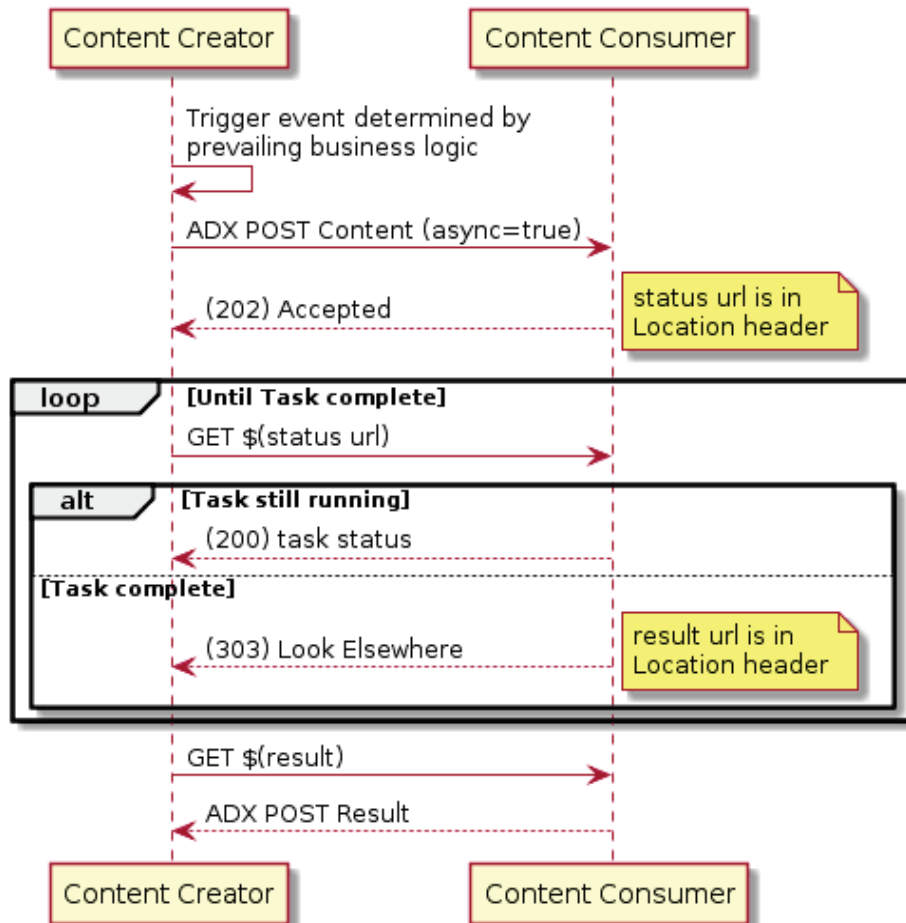 Content Creator
Content Consumer
Trigger event determined by
prevailing business logic
ADX POST Content (async=true)
(202) Accepted
status url is in
Location header
loop
[Until Task complete]
GET $(status url)
alt
[Task still running]
(200) task status
[Task complete]
(303) Look Elsewhere
result url is in
Location header
GET $(result)
ADX POST Result
Content Creator
Content Consumer